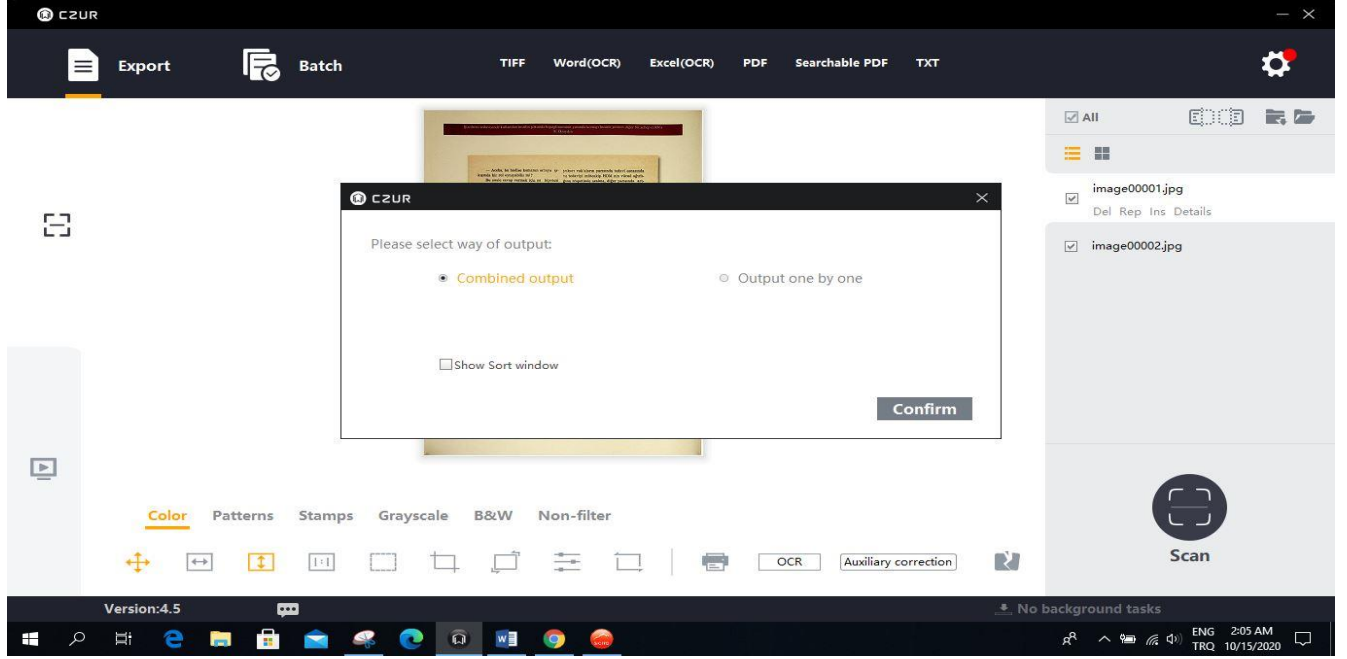 CZUR
Export
Batch
TIFF Word(OCR) Excel(OCR) PDF Searchable PDF TXT
All
image00001.jpg
Del Rep Ins Details
image00002.jpg
CZUR
Please select way of output:
Combined output
Output one by one
Show Sort window
Confirm
Color Patterns Stamps Grayscale B&W Non-filter
OCR
Auxiliary correction
Scan
Version:4.5
No background tasks
ENG 2:05 AM
TRQ 10/15/2020